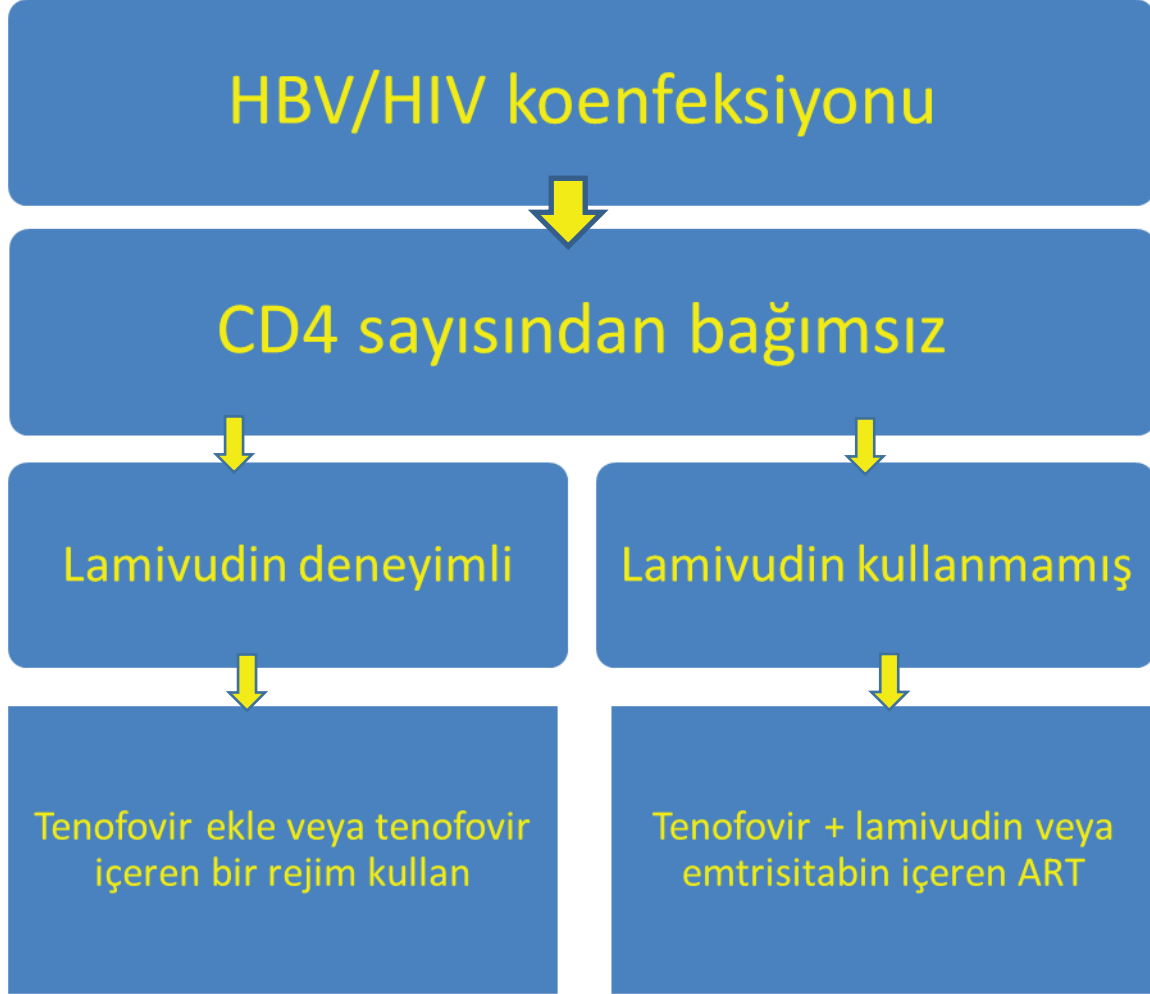 HBV/HIV koenfeksiyonu
CD4 sayısından bağımsız
Lamivudin deneyimli
Lamivudin kullanmamış
Tenofovir ekle veya tenofovir
içeren bir rejim kullan
Tenofovir + lamivudin veya
emtrisitabin içeren ART